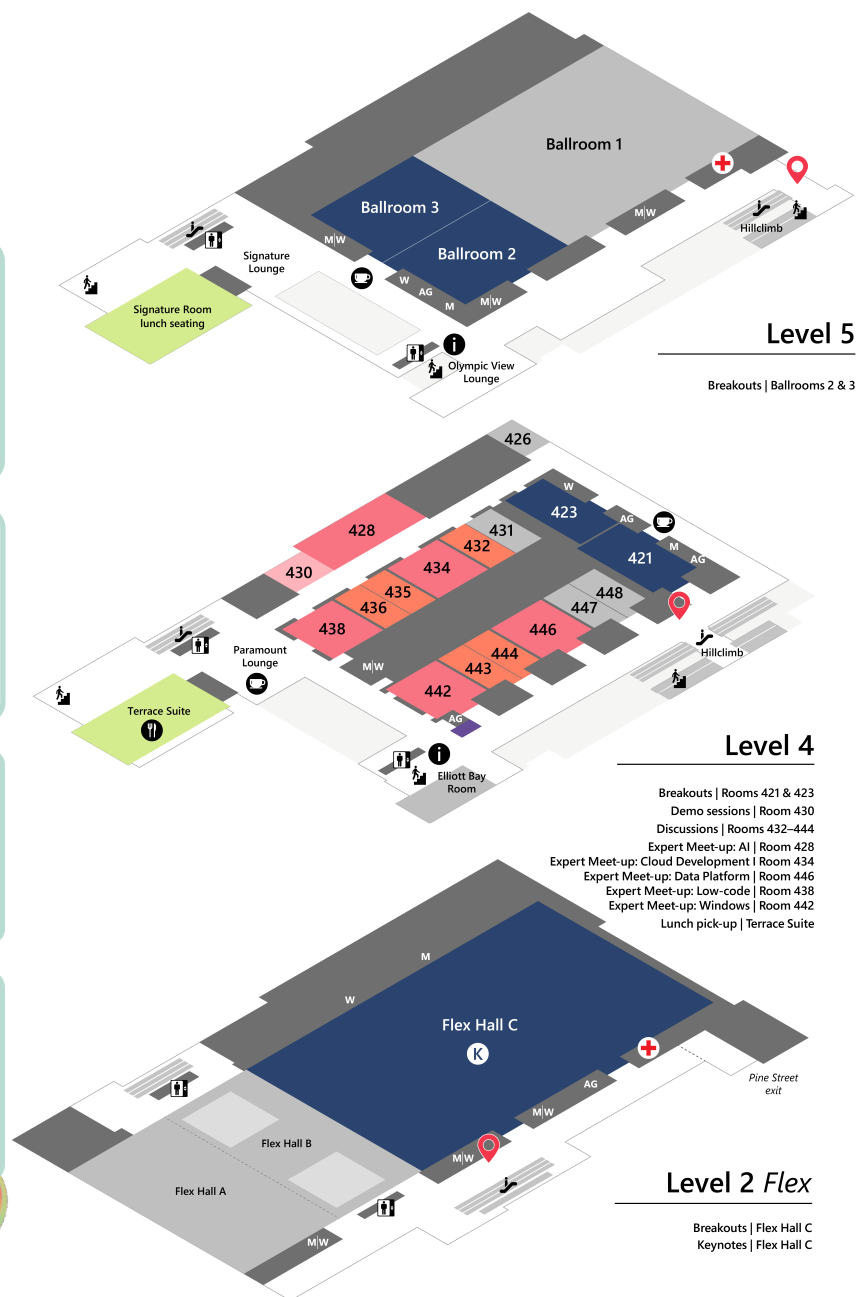 Ballroom 1
Ballroom 3
M|W
Hillclimb
M|W
Ballroom 2
Signature
Lounge
W
AG
M
M|W
Signature Room
lunch seating
i
Olympic View
Lounge
Level 5
Breakouts | Ballrooms 2 & 3
426
W
423
AG
428
431
432
421
M
AG
434
430
435
436
448
447
438
446
Hillclimb
Paramount
Lounge
M|W
444
443
442
Terrace Suite
AG
i
Elliott Bay
Room
Level 4
Breakouts | Rooms 421 & 423
Demo sessions | Room 430
Discussions | Rooms 432–444
Expert Meet-up: AI | Room 428
Expert Meet-up: Cloud Development I Room 434
Expert Meet-up: Data Platform | Room 446
Expert Meet-up: Low-code | Room 438
Expert Meet-up: Windows | Room 442
Lunch pick-up | Terrace Suite
M
W
Flex Hall C
K
Pine Street
exit
AG
M|W
Flex Hall B
M|W
Flex Hall A
M|W
Level 2 Flex
Breakouts | Flex Hall C
Keynotes | Flex Hall C